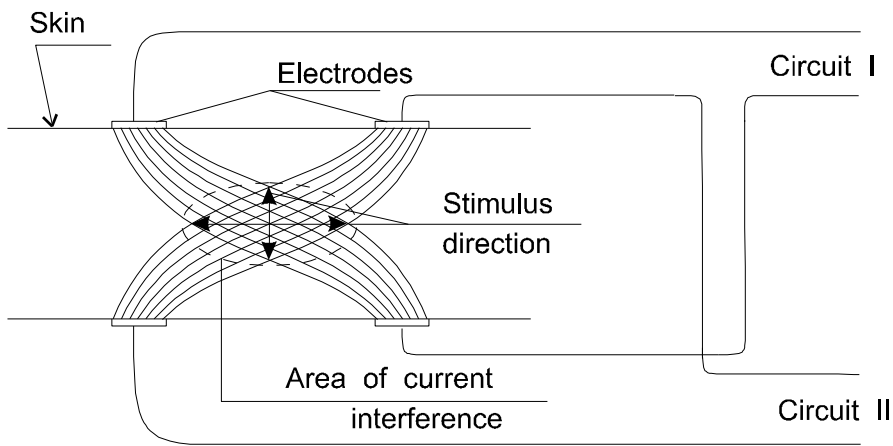 Skin
Electrodes
Circuit I
Stimulus
direction
Area of current
interference
Circuit II